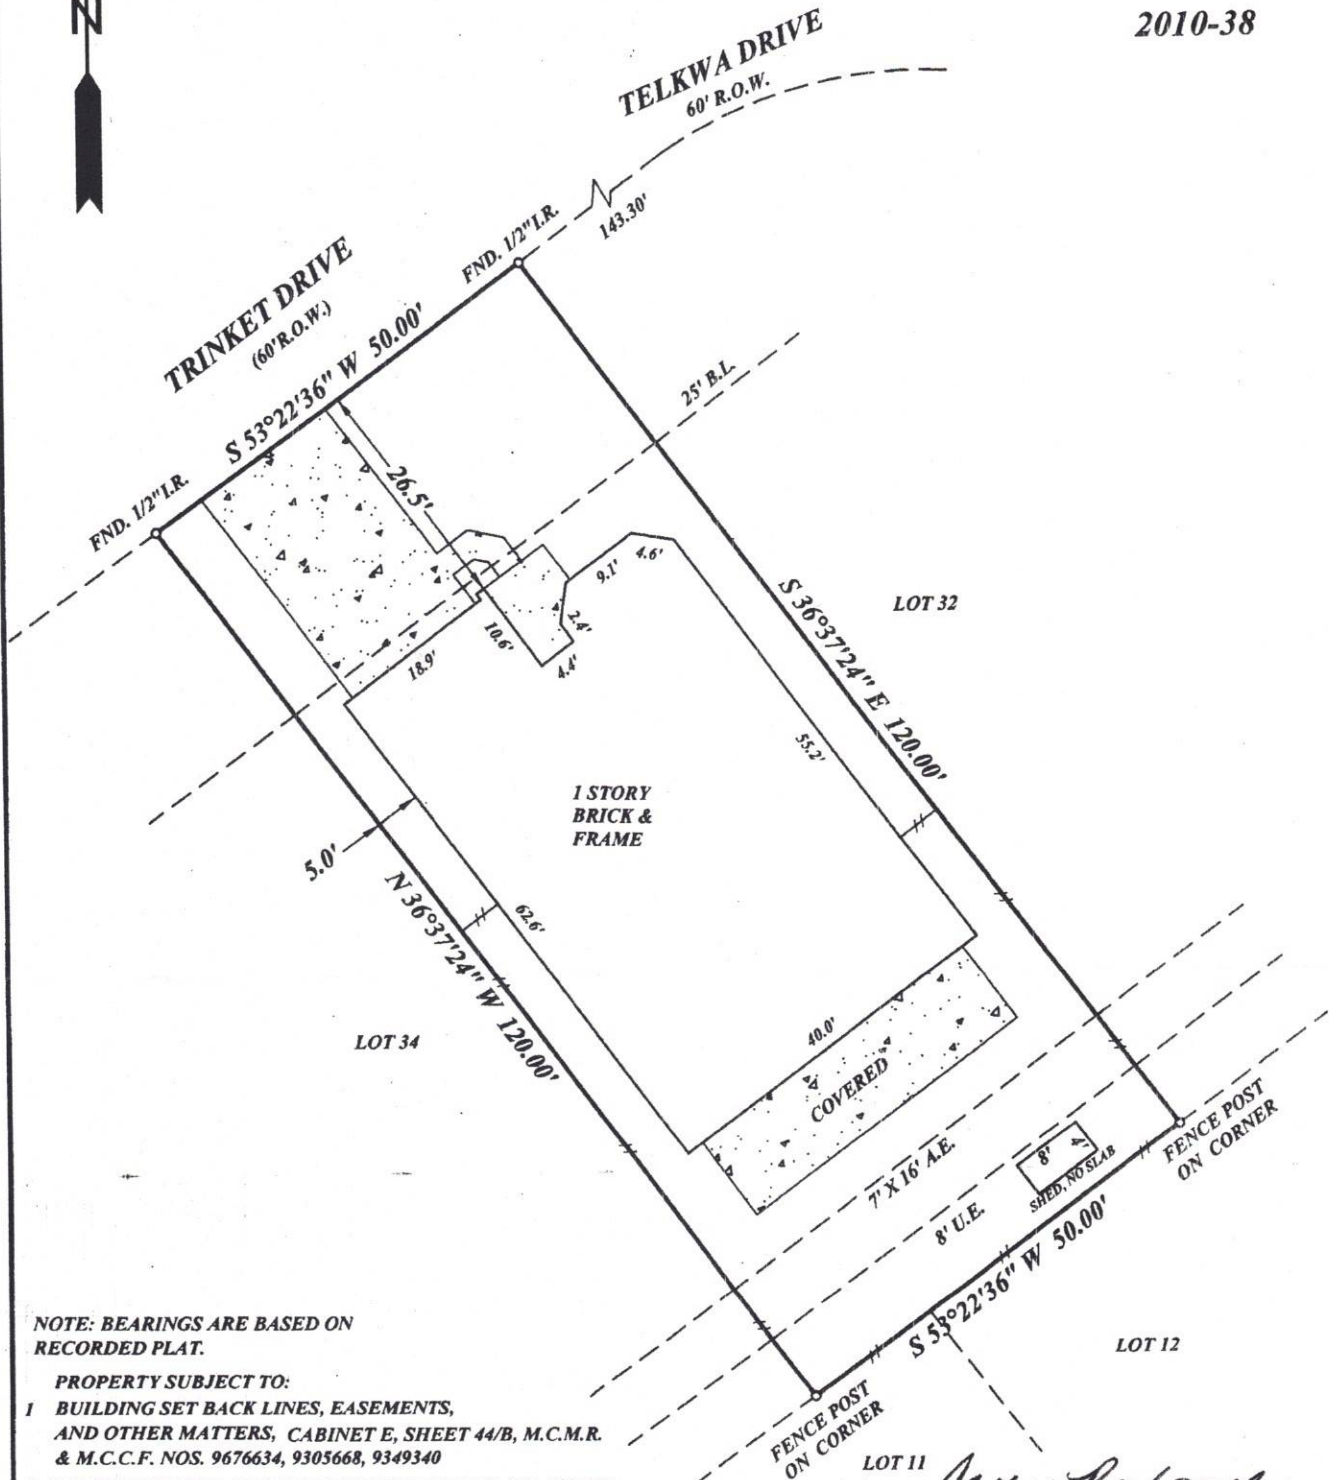 N
2010-38
TELKWA DRIVE
60' R.O.W.
143.30'
FND. 1/2" I.R.
TRINKET DRIVE
(60'R.O.W.)
S 53°22'36" W 50.00'
25' B.L.
FND. 1/2" I.R.
26.5'
9.1'
4.6'
2.4'
4.4'
10.6'
18.9'
S 36°37'24" E 120.00'
LOT 32
55.2'
1 STORY
BRICK &
FRAME
5.0'
62.6'
N 36°37'24" W 120.00'
LOT 34
40.0'
COVERED
7' X 16' A.E.
8' U.E.
8'
4'
SHED, NO SLAB
FENCE POST
ON CORNER
S 53°22'36" W 50.00'
LOT 12
FENCE POST
ON CORNER
LOT 11
NOTE: BEARINGS ARE BASED ON
RECORDED PLAT.
PROPERTY SUBJECT TO:
1 BUILDING SET BACK LINES, EASEMENTS,
AND OTHER MATTERS, CABINET E, SHEET 44/B, M.C.M.R.
& M.C.C.F. NOS. 9676634, 9305668, 9349340